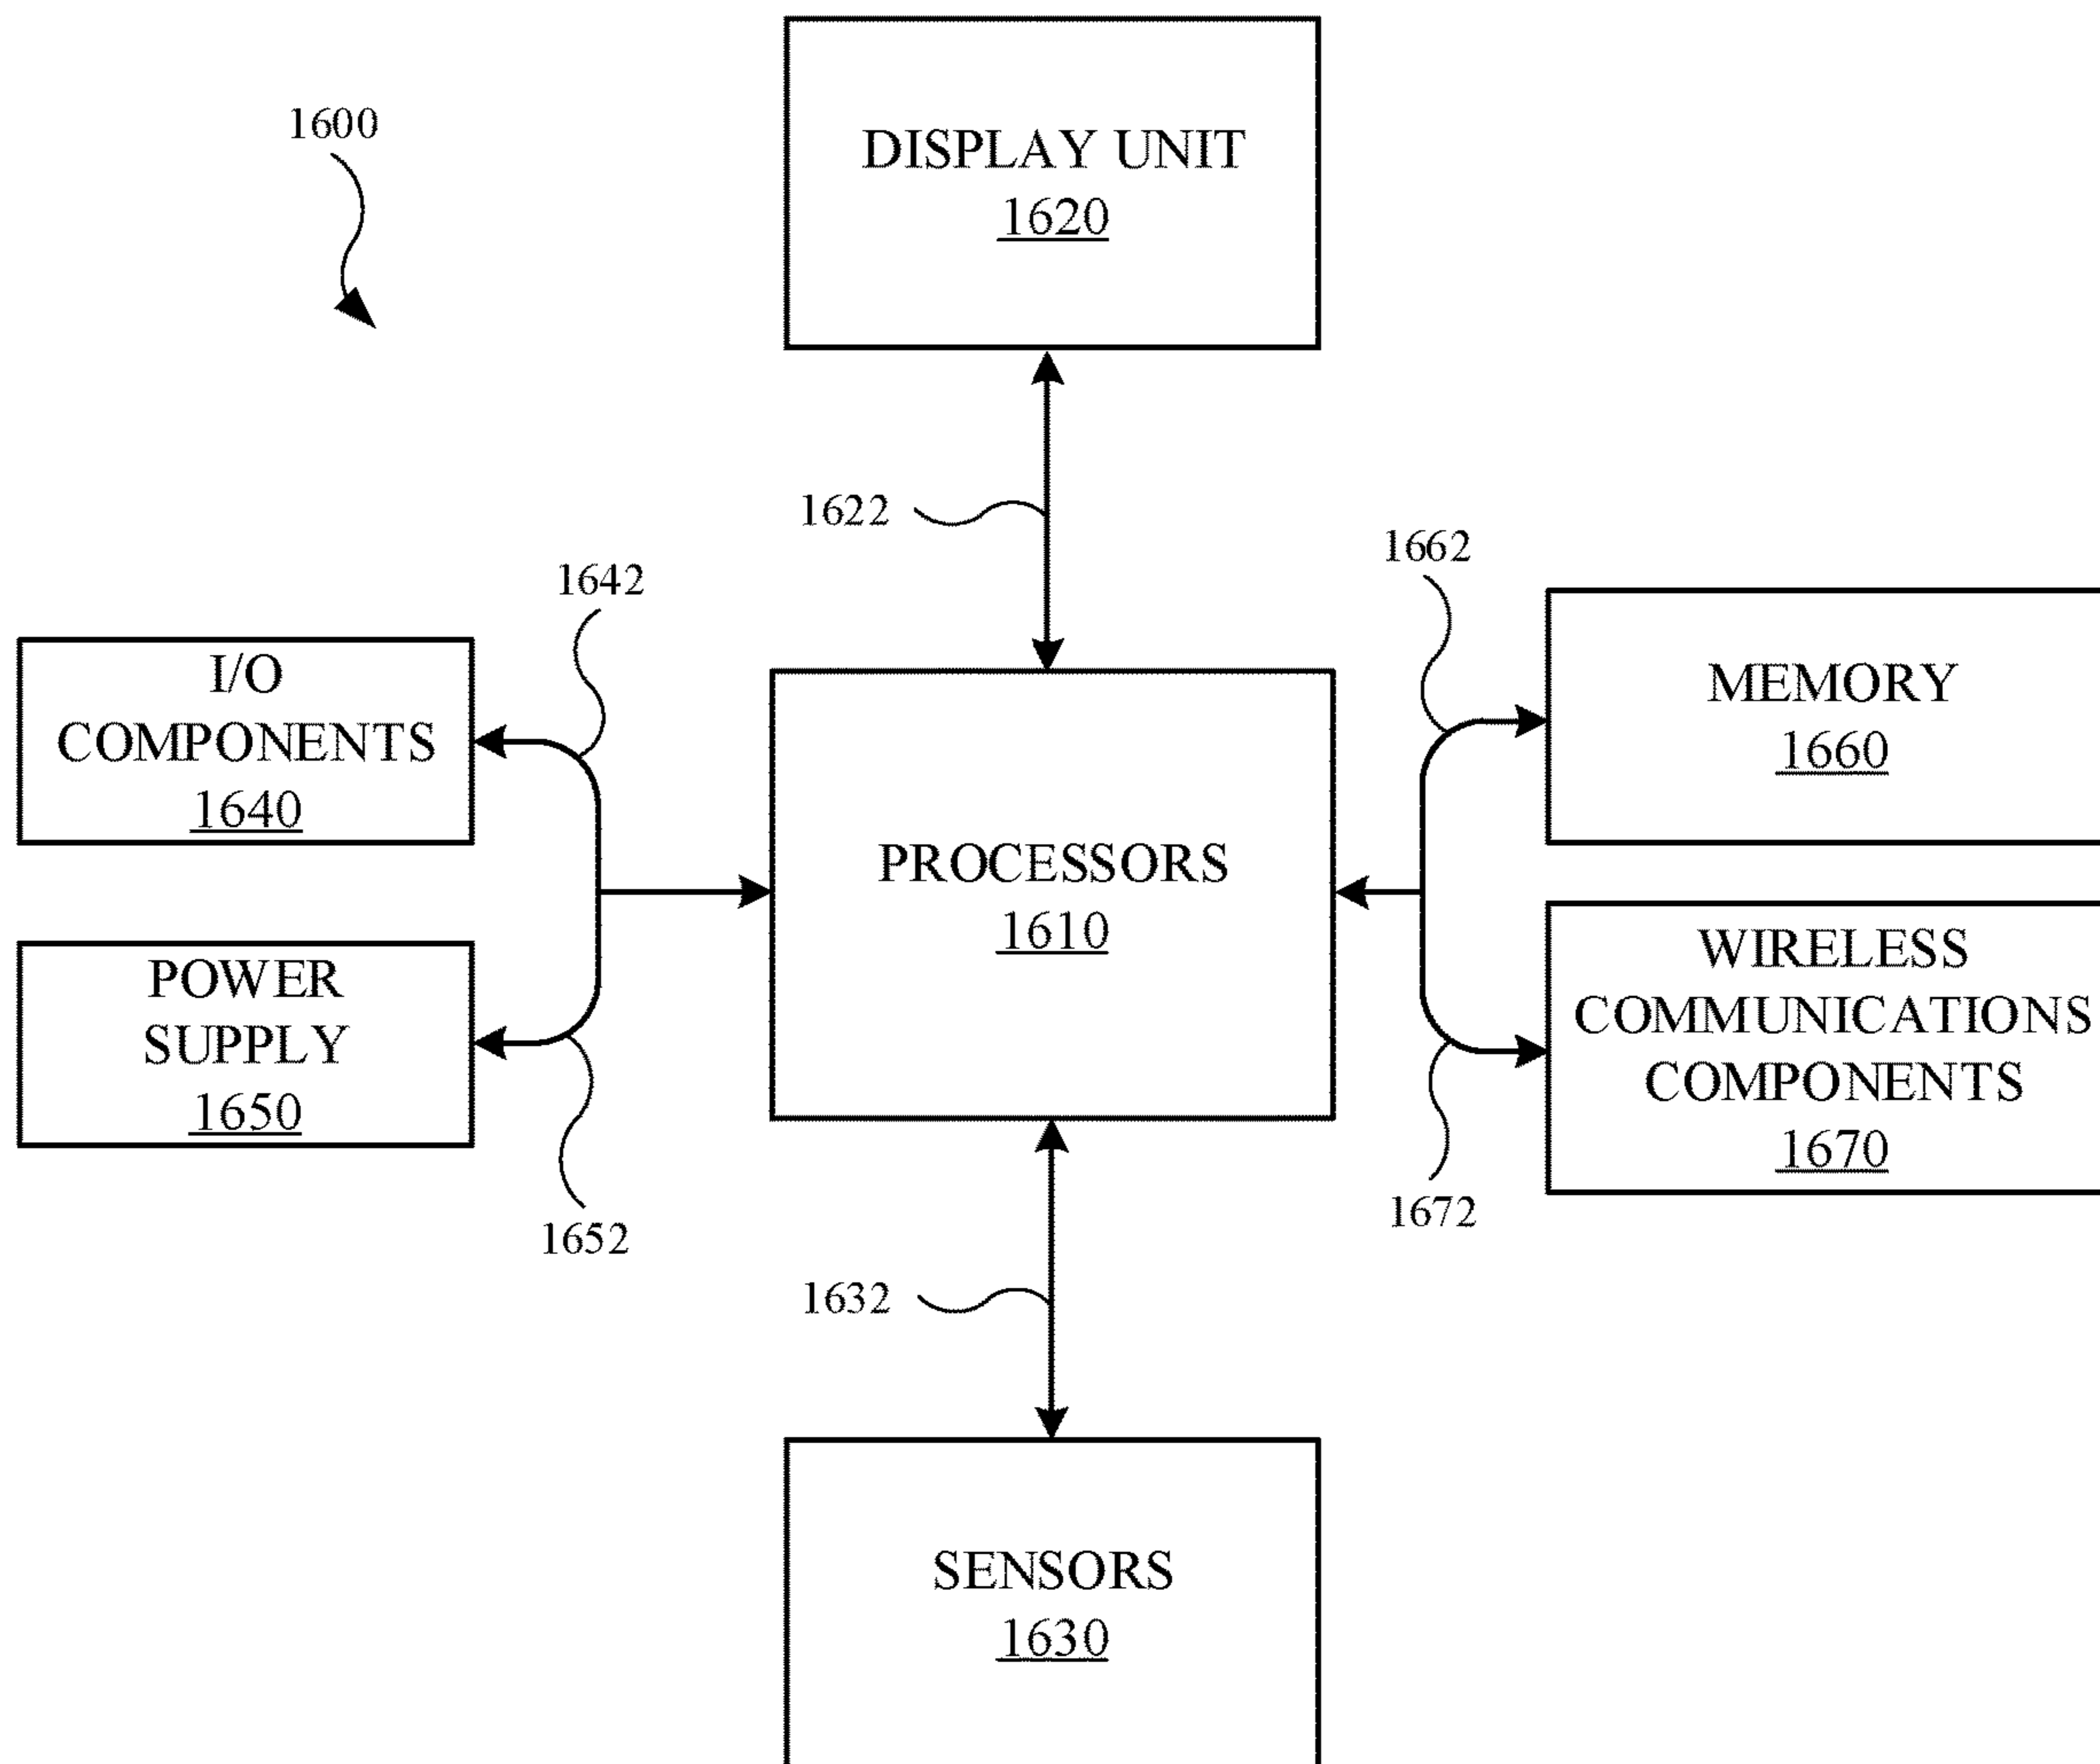 1600
DISPLAY UNIT
1620
1622
1662
1642
I/O
COMPONENTS
1640
MEMORY
1660
PROCESSORS
1610
POWER
SUPPLY
1650
WIRELESS
COMMUNICATIONS
COMPONENTS
1670
1652
1672
1632
SENSORS
1630